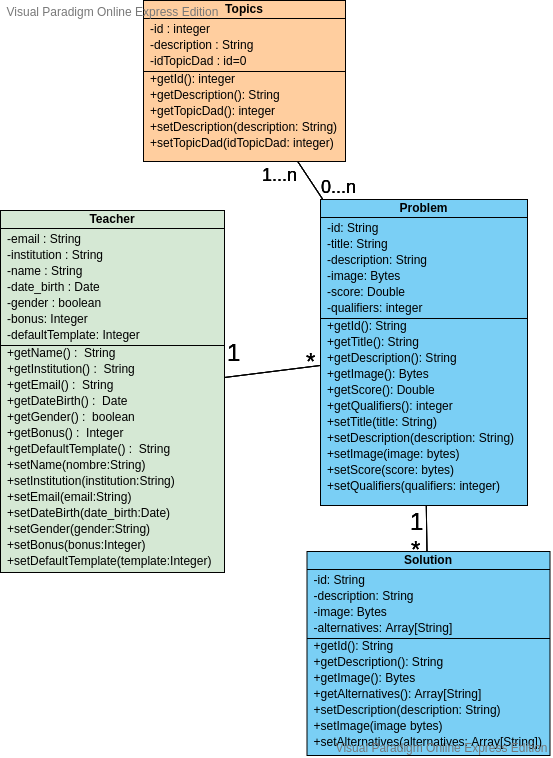 Visual Paradigm Online Express Edition
Topics
-id : integer
-description : String
-idTopicDad : id=0
+getId(): integer
+getDescription(): String
+getTopicDad(): integer
+setDescription(description: String)
+setTopicDad(idTopicDad: integer)
1...n
0...n
Teacher
-email : String
-institution : String
-name : String
-date_birth : Date
-gender : boolean
-bonus: Integer
-defaultTemplate: Integer
+getName() :  String
+getInstitution() :  String
+getEmail() :  String
+getDateBirth() :  Date
+getGender() :  boolean
+getBonus() :  Integer
+getDefaultTemplate() :  String
+setName(nombre:String)
+setInstitution(institution:String)
+setEmail(email:String)
+setDateBirth(date_birth:Date)
+setGender(gender:String)
+setBonus(bonus:Integer)
+setDefaultTemplate(template:Integer)
1
*
Problem
-id: String
-title: String
-description: String
-image: Bytes
-score: Double
-qualifiers: integer
+getId(): String
+getTitle(): String
+getDescription(): String
+getImage(): Bytes
+getScore(): Double
+getQualifiers(): integer
+setTitle(title: String)
+setDescription(description: String)
+setImage(image: bytes)
+setScore(score: bytes)
+setQualifiers(qualifiers: integer)
1
*
Solution
-id: String
-description: String
-image: Bytes
-alternatives: Array[String]
+getId(): String
+getDescription(): String
+getImage(): Bytes
+getAlternatives(): Array[String]
+setDescription(description: String)
+setImage(image bytes)
+setAlternatives(alternatives: Array[String])
Visual Paradigm Online Express Edition